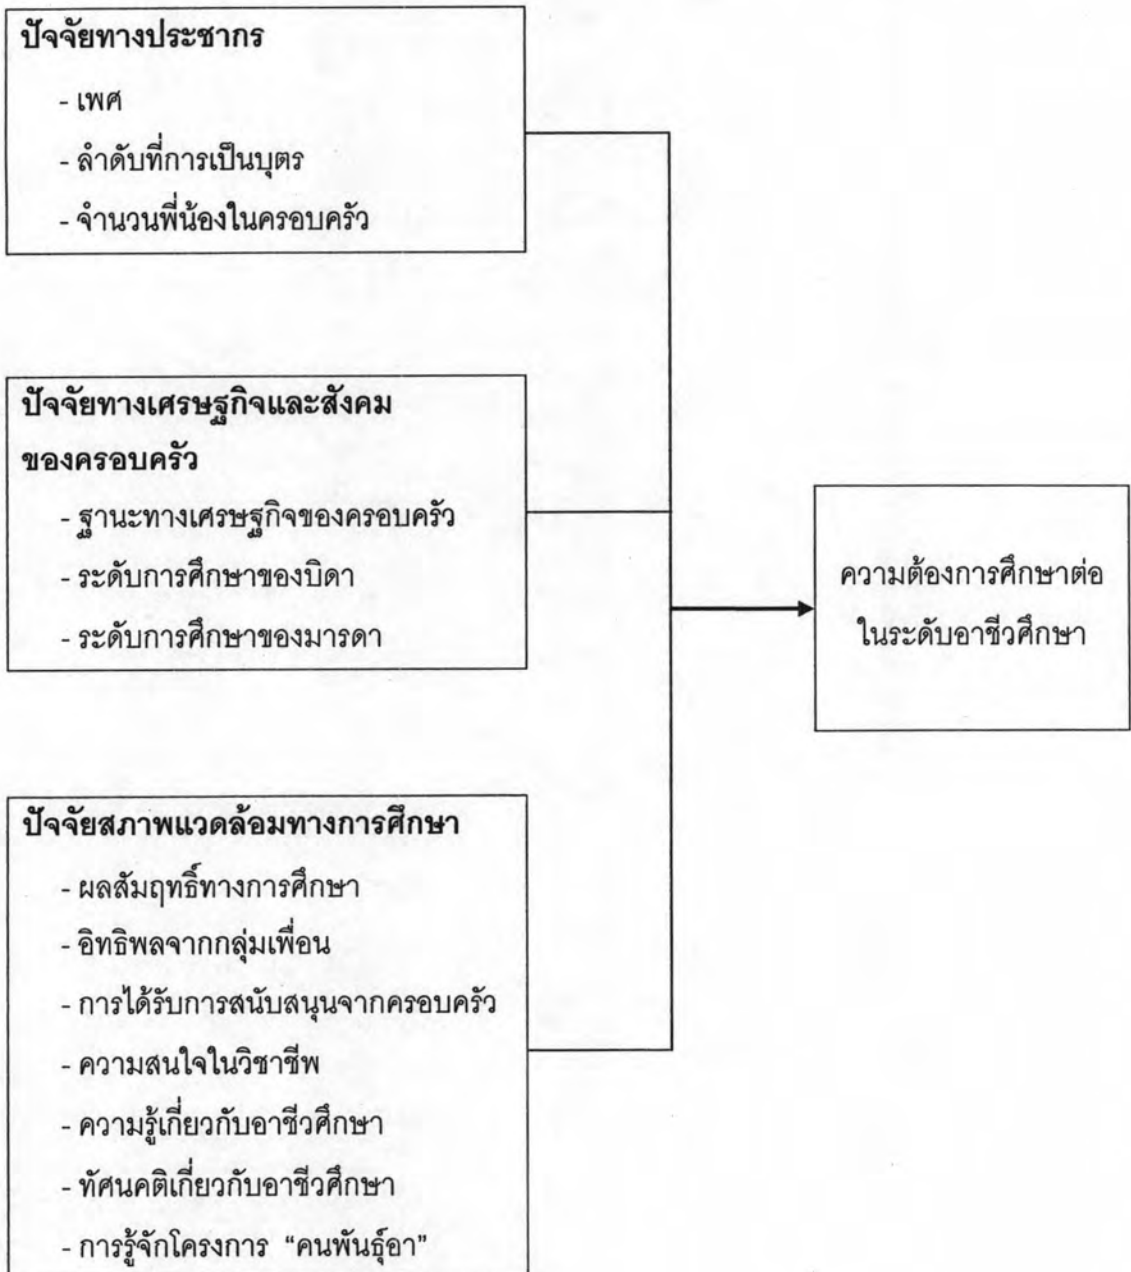 ปัจจัยทางประชากร
- เพศ
- ลำดับที่การเป็นบุตร
- จำนวนพี่น้องในครอบครัว
ปัจจัยทางเศรษฐกิจและสังคม
ของครอบครัว
- ฐานะทางเศรษฐกิจของครอบครัว
- ระดับการศึกษาของบิดา
- ระดับการศึกษาของมารดา
ความต้องการศึกษาต่อ
ในระดับอาชีวศึกษา
ปัจจัยสภาพแวดล้อมทางการศึกษา
- ผลสัมฤทธิ์ทางการศึกษา
- อิทธิพลจากกลุ่มเพื่อน
- การได้รับการสนับสนุนจากครอบครัว
- ความสนใจในวิชาชีพ
- ความรู้เกี่ยวกับอาชีวศึกษา
- ทัศนคติเกี่ยวกับอาชีวศึกษา
- การรู้จักโครงการ “คนพันธุ์อา”